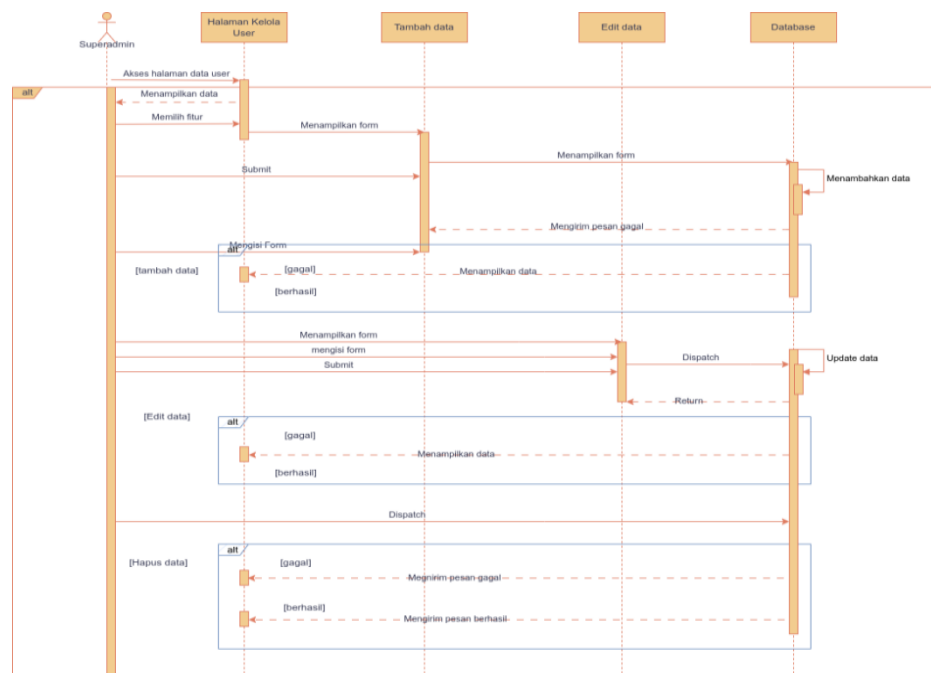 Superadmin
Halaman Kelola
User
Tambah data
Edit data
Database
Akses halaman data user
alt
Menampilkan data
Memilih fitur
Menampilkan form
Menampilkan form
Submit
Menambahkan data
Mengirim pesan gagal
Mengisi Form
alt
[tambah data]
[gagal]
Menampilkan data
[berhasil]
Menampilkan form
mengisi form
Submit
Dispatch
Update data
Return
[Edit data]
alt
[gagal]
Menampilkan data
[berhasil]
Dispatch
alt
[Hapus data]
[gagal]
Megnirim pesan gagal
[berhasil]
Mengirim pesan berhasil